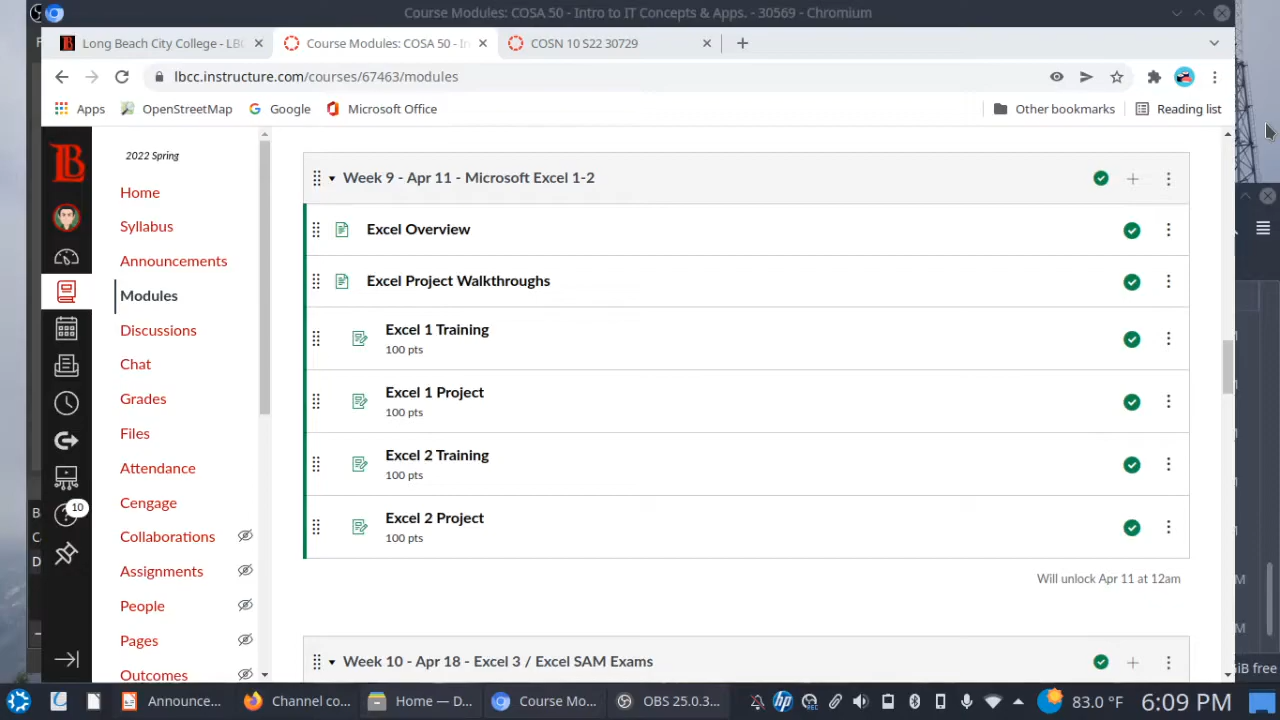 Course Modules: COSA 50 - Intro to IT Concepts & Apps. - 30569 - Chromium
Long Beach City College - LBC
Course Modules: COSA 50 - In
COSN 10 S22 30729
lbcc.instructure.com/courses/67463/modules
Apps
OpenStreetMap
Google
Microsoft Office
Other bookmarks
Reading list
2022 Spring
Home
Syllabus
Announcements
Modules
Discussions
Chat
Grades
Files
Attendance
Cengage
Collaborations
Assignments
People
Pages
Outcomes
10
Week 9 - Apr 11 - Microsoft Excel 1-2
Excel Overview
Excel Project Walkthroughs
Excel 1 Training
100 pts
Excel 1 Project
100 pts
Excel 2 Training
100 pts
Excel 2 Project
100 pts
Will unlock Apr 11 at 12am
Week 10 - Apr 18 - Excel 3 / Excel SAM Exams
GiB free
Announce...
Channel co...
Home — D...
Course Mo...
OBS 25.0.3...
83.0 °F
6:09 PM